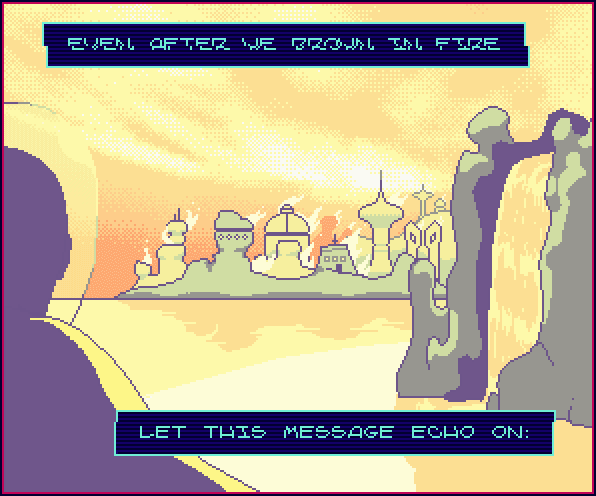 EVEN AFTER WE DROWN IN FIRE
LET THIS MESSAGE ECHO ON: